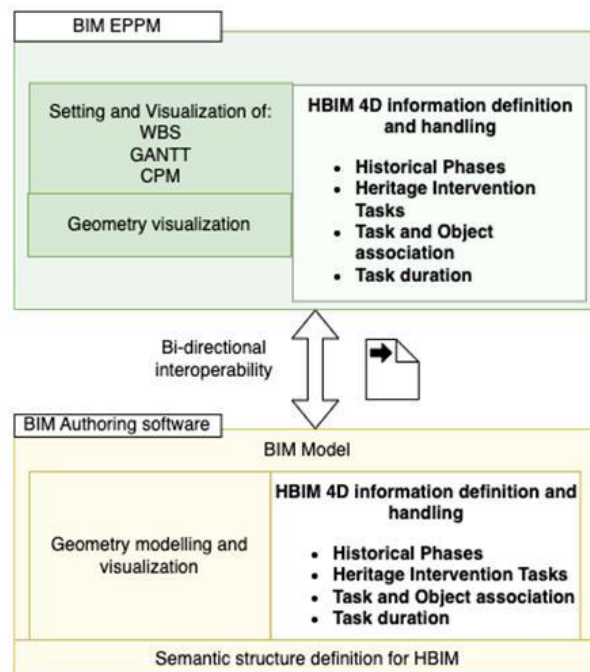 BIM EPPM
Setting and Visualization of:
WBS
GANTT
CPM
Geometry visualization
HBIM 4D information definition
and handling
• Historical Phases
• Heritage Intervention
Tasks
• Task and Object
association
• Task duration
Bi-directional
interoperability
BIM Authoring software
BIM Model
Geometry modelling and
visualization
HBIM 4D information definition and
handling
• Historical Phases
• Heritage Intervention Tasks
• Task and Object association
• Task duration
Semantic structure definition for HBIM